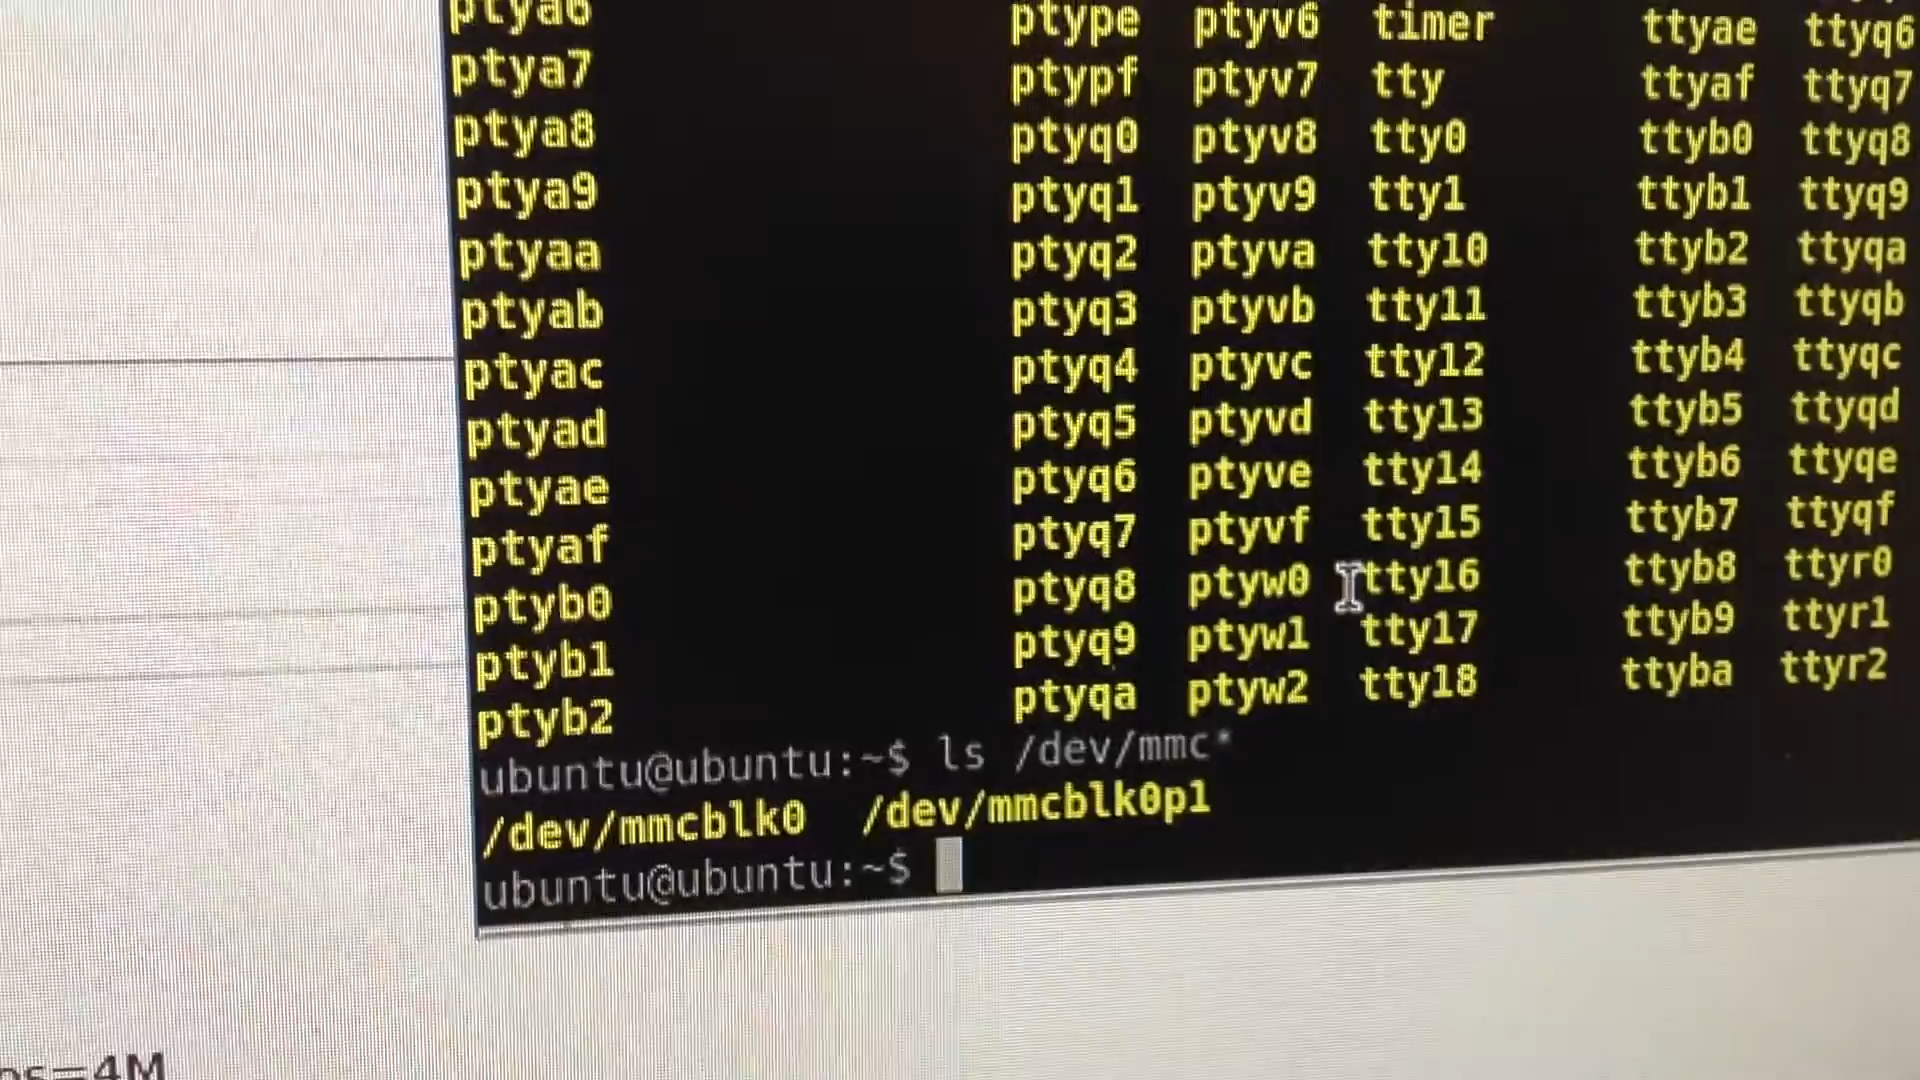 ptya6 ptype ptyv6 timer ttyae ttyq6
ptya7 ptypf ptyv7 tty ttyaf ttyq7
ptya8 ptyq0 ptyv8 tty0 ttyb0 ttyq8
ptya9 ptyq1 ptyv9 tty1 ttyb1 ttyq9
ptyaa ptyq2 ptyva tty10 ttyb2 ttyqa
ptyab ptyq3 ptyvb tty11 ttyb3 ttyqb
ptyac ptyq4 ptyvc tty12 ttyb4 ttyqc
ptyad ptyq5 ptyvd tty13 ttyb5 ttyqd
ptyae ptyq6 ptyve tty14 ttyb6 ttyqe
ptyaf ptyq7 ptyvf tty15 ttyb7 ttyqf
ptyb0 ptyq8 ptyw0 tty16 ttyb8 ttyr0
ptyb1 ptyq9 ptyw1 tty17 ttyb9 ttyr1
ptyb2 ptyqa ptyw2 tty18 ttyba ttyr2
ubuntu@ubuntu:~$ ls /dev/mmc*
/dev/mmcblk0 /dev/mmcblk0p1
ubuntu@ubuntu:~$
bs=4M